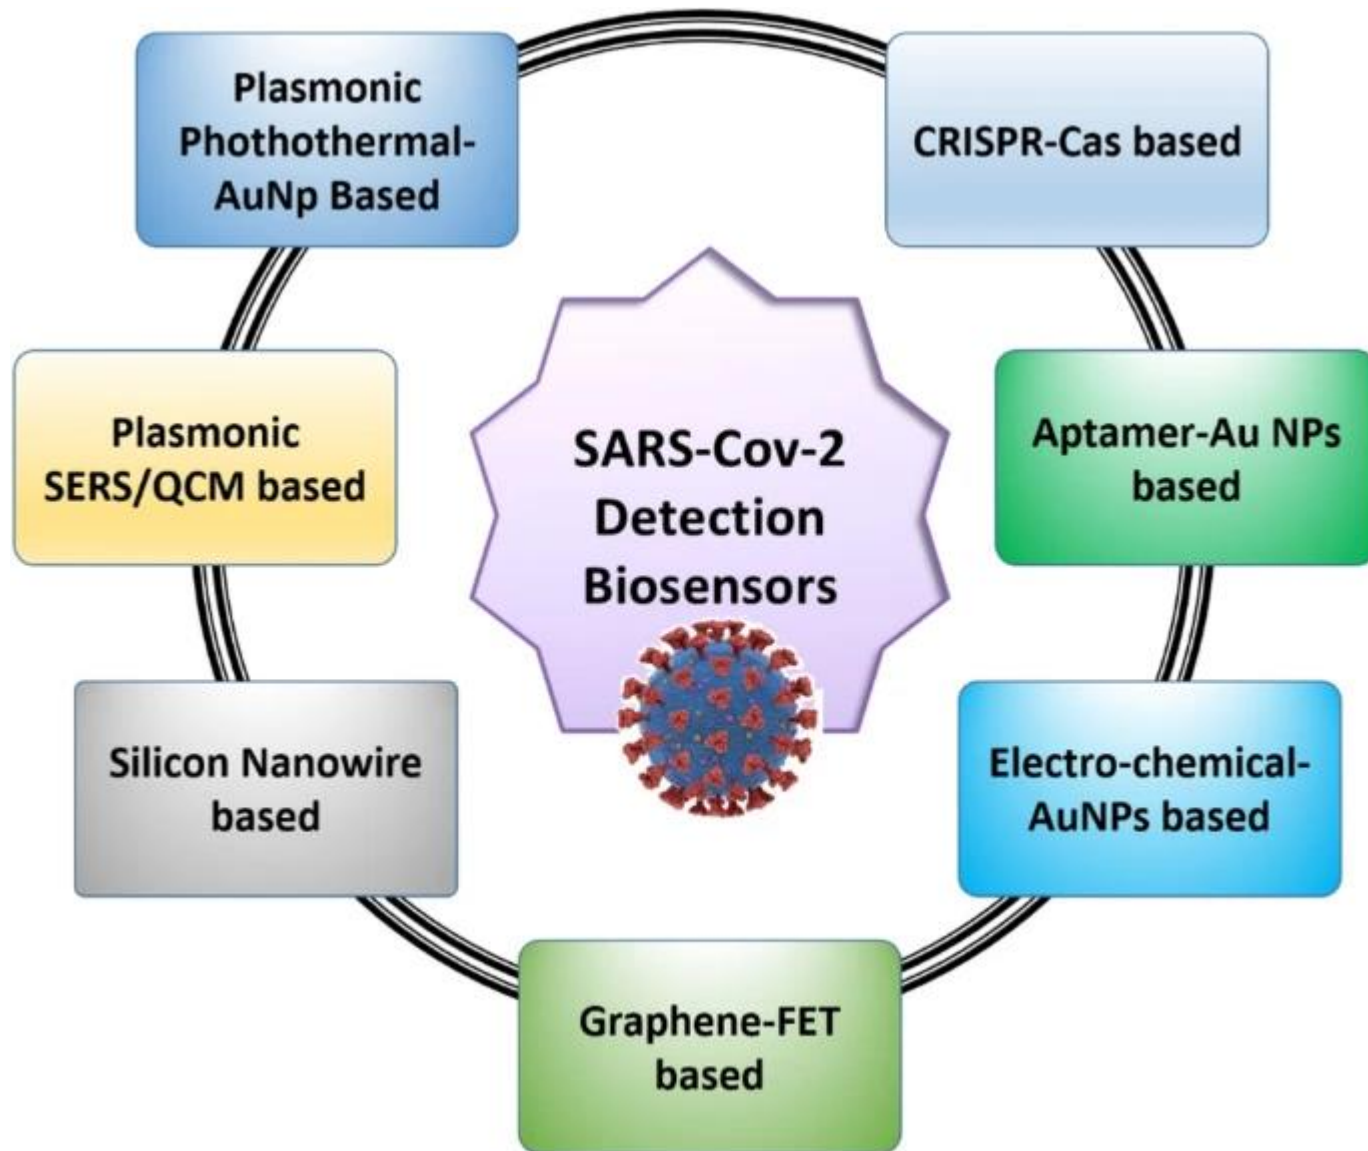 Plasmonic
Phothothermal-
AuNp Based
CRISPR-Cas based
Plasmonic
SERS/QCM based
SARS-Cov-2
Detection
Biosensors
Aptamer-Au NPs
based
Silicon Nanowire
based
Electro-chemical-
AuNPs based
Graphene-FET
based